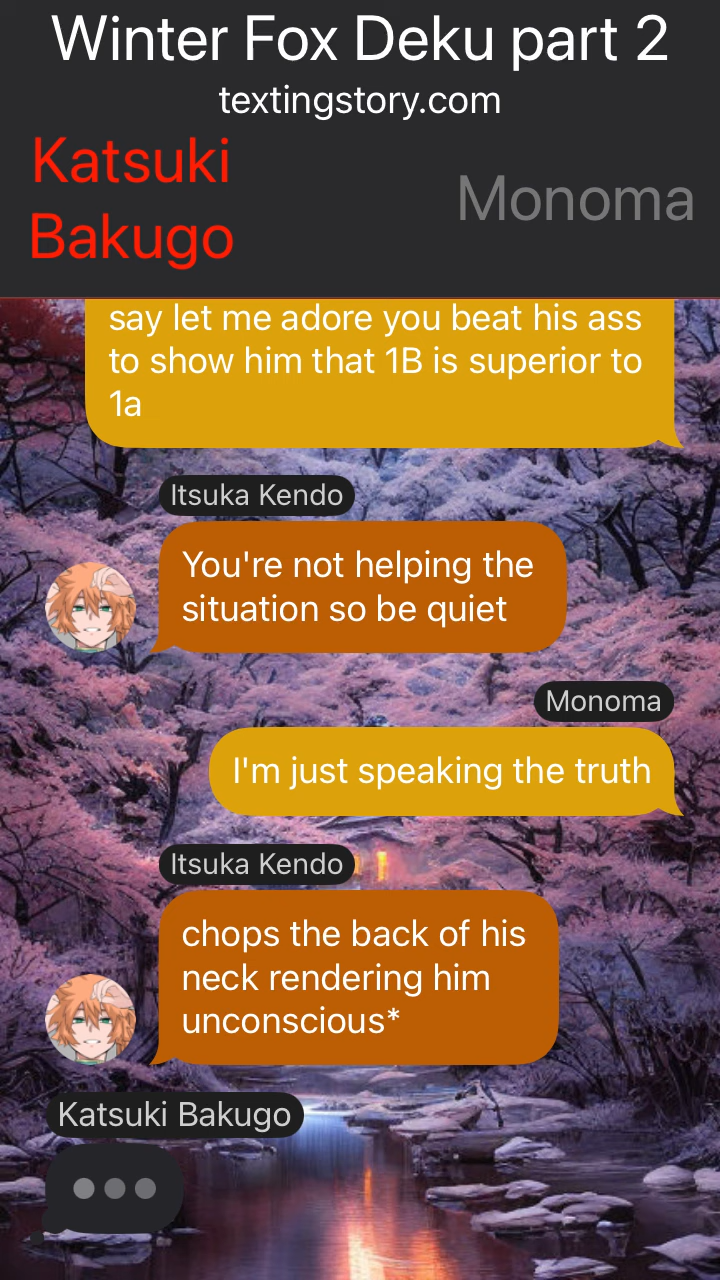 Winter Fox Deku part 2
textingstory.com
Katsuki
Bakugo
Monoma
say let me adore you beat his ass
to show him that 1B is superior to
1a
Itsuka Kendo
You're not helping the
situation so be quiet
Monoma
I'm just speaking the truth
Itsuka Kendo
chops the back of his
neck rendering him
unconscious*
Katsuki Bakugo